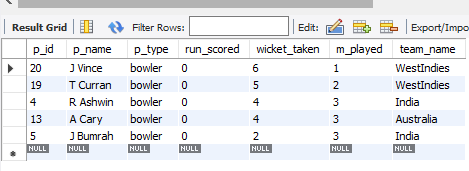 Result Grid Filter Rows: Edit: Export/Impo
p_id p_name p_type run_scored wicket_taken m_played team_name
20 J Vince bowler 0 6 1 WestIndies
19 T Curran bowler 0 5 2 WestIndies
4 R Ashwin bowler 0 4 3 India
13 A Cary bowler 0 4 3 Australia
5 J Bumrah bowler 0 2 3 India
NULL NULL NULL NULL NULL NULL NULL